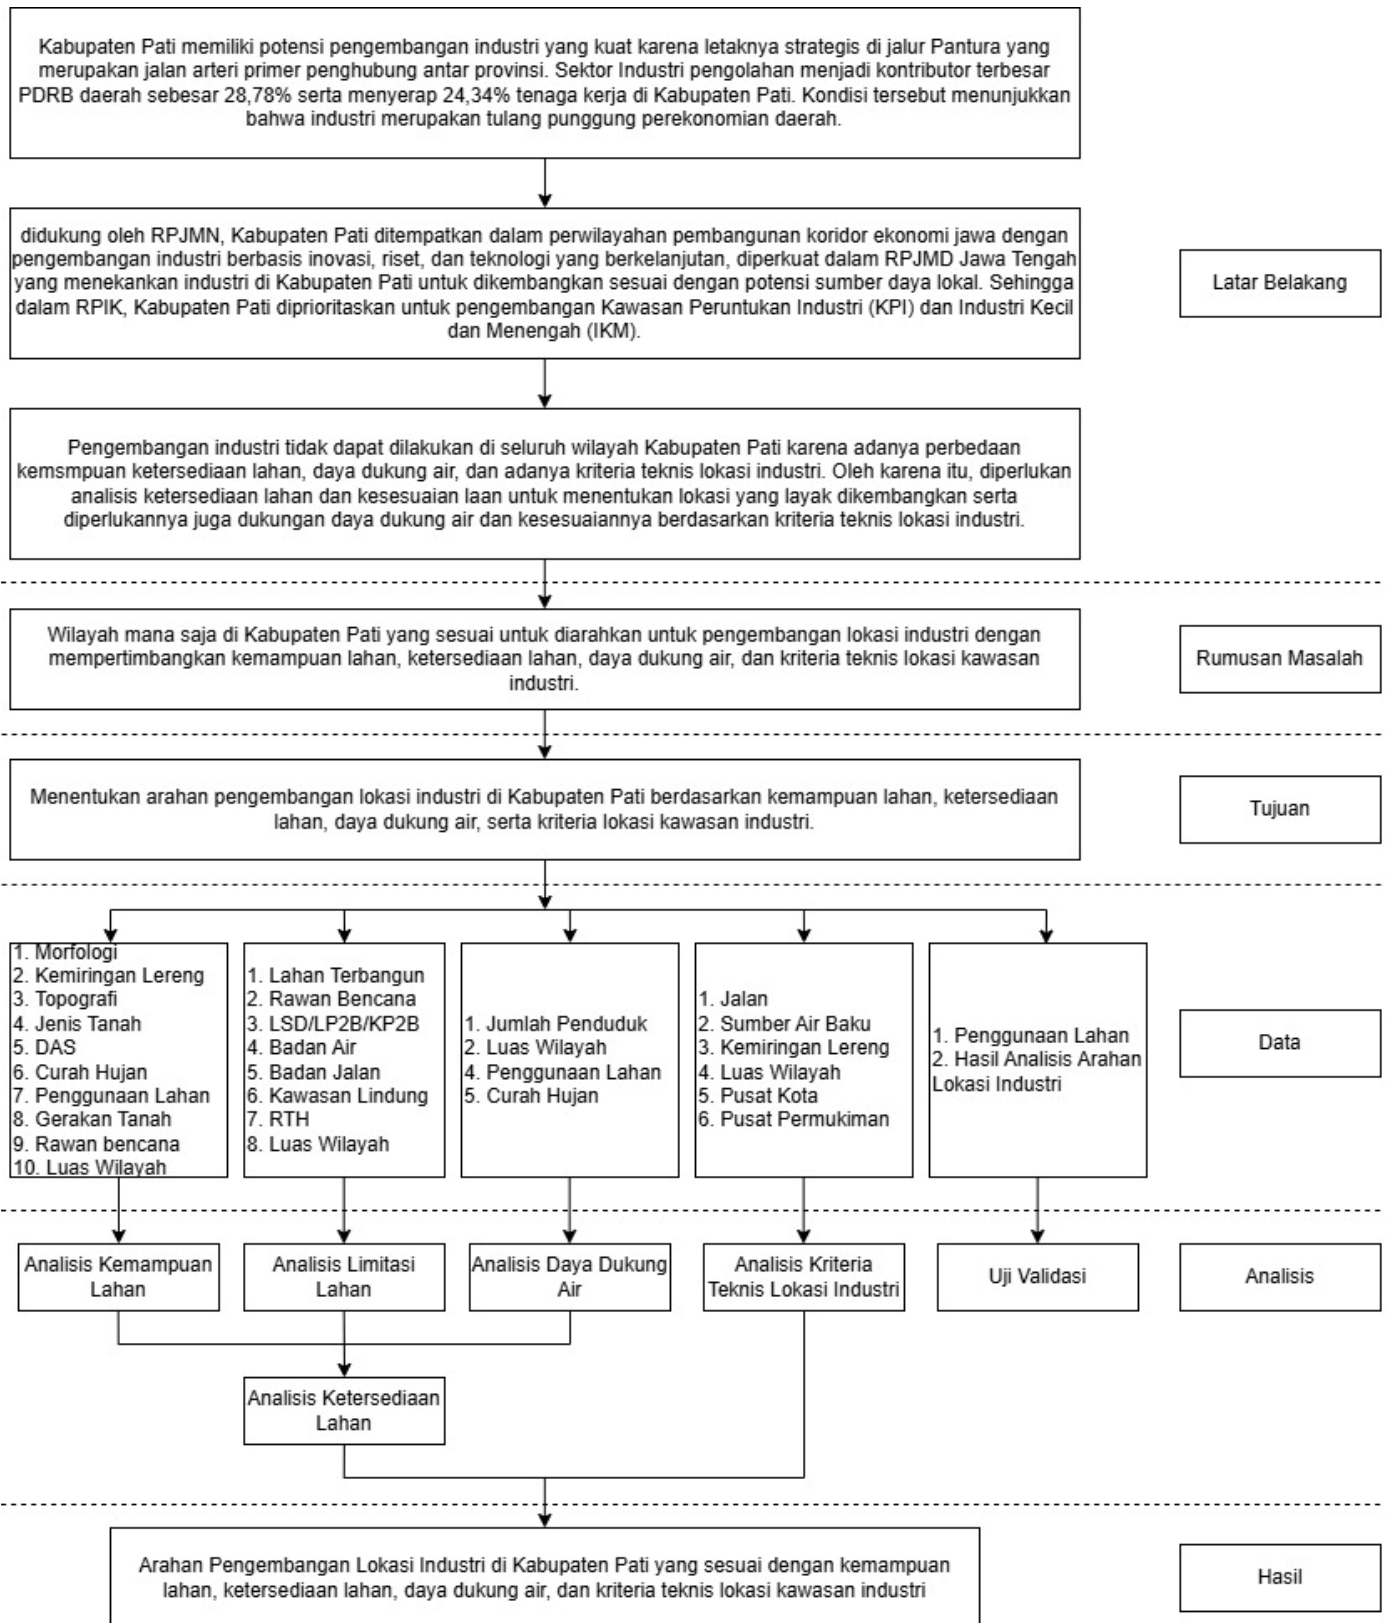 Kabupaten Pati memiliki potensi pengembangan industri yang kuat karena letaknya strategis di jalur Pantura yang
merupakan jalan arteri primer penghubung antar provinsi. Sektor Industri pengolahan menjadi kontributor terbesar
PDRB daerah sebesar 28,78% serta menyerap 24,34% tenaga kerja di Kabupaten Pati. Kondisi tersebut menunjukkan
bahwa industri merupakan tulang punggung perekonomian daerah.
didukung oleh RPJMN, Kabupaten Pati ditempatkan dalam perwilayahan pembangunan koridor ekonomi jawa dengan
pengembangan industri berbasis inovasi, riset, dan teknologi yang berkelanjutan, diperkuat dalam RPJMD Jawa Tengah
yang menekankan industri di Kabupaten Pati untuk dikembangkan sesuai dengan potensi sumber daya lokal. Sehingga
dalam RPIK, Kabupaten Pati diprioritaskan untuk pengembangan Kawasan Peruntukan Industri (KPI) dan Industri Kecil
dan Menengah (IKM).
Latar Belakang
Pengembangan industri tidak dapat dilakukan di seluruh wilayah Kabupaten Pati karena adanya perbedaan
kemsmpuan ketersediaan lahan, daya dukung air, dan adanya kriteria teknis lokasi industri. Oleh karena itu, diperlukan
analisis ketersediaan lahan dan kesesuaian laan untuk menentukan lokasi yang layak dikembangkan serta
diperlukannya juga dukungan daya dukung air dan kesesuaiannya berdasarkan kriteria teknis lokasi industri.
Wilayah mana saja di Kabupaten Pati yang sesuai untuk diarahkan untuk pengembangan lokasi industri dengan
mempertimbangkan kemampuan lahan, ketersediaan lahan, daya dukung air, dan kriteria teknis lokasi kawasan
industri.
Rumusan Masalah
Menentukan arahan pengembangan lokasi industri di Kabupaten Pati berdasarkan kemampuan lahan, ketersediaan
lahan, daya dukung air, serta kriteria lokasi kawasan industri.
Tujuan
1. Morfologi
2. Kemiringan Lereng
3. Topografi
4. Jenis Tanah
5. DAS
6. Curah Hujan
7. Penggunaan Lahan
8. Gerakan Tanah
9. Rawan bencana
10. Luas Wilayah
1. Lahan Terbangun
2. Rawan Bencana
3. LSD/LP2B/KP2B
4. Badan Air
5. Badan Jalan
6. Kawasan Lindung
7. RTH
8. Luas Wilayah
1. Jumlah Penduduk
2. Luas Wilayah
4. Penggunaan Lahan
5. Curah Hujan
1. Jalan
2. Sumber Air Baku
3. Kemiringan Lereng
4. Luas Wilayah
5. Pusat Kota
6. Pusat Permukiman
1. Penggunaan Lahan
2. Hasil Analisis Arahan
Lokasi Industri
Data
Analisis Kemampuan
Lahan
Analisis Limitasi
Lahan
Analisis Daya Dukung
Air
Analisis Kriteria
Teknis Lokasi Industri
Uji Validasi
Analisis
Analisis Ketersediaan
Lahan
Arahan Pengembangan Lokasi Industri di Kabupaten Pati yang sesuai dengan kemampuan
lahan, ketersediaan lahan, daya dukung air, dan kriteria teknis lokasi kawasan industri
Hasil